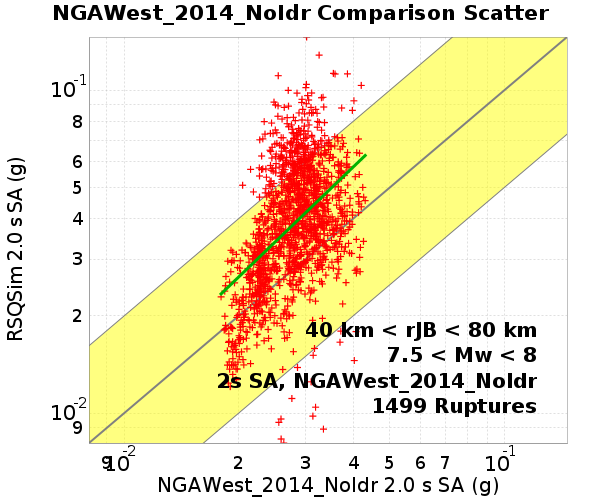 NGAWest_2014_NoIdr Comparison Scatter
RSQSim 2.0 s SA (g)
10-1
8
6
5
4
3
2
10-2
9
40 km < rJB < 80 km
7.5 < Mw < 8
2s SA, NGAWest_2014_NoIdr
1499 Ruptures
9 10-2 2 3 4 5 6 7 10-1
NGAWest_2014_NoIdr 2.0 s SA (g)